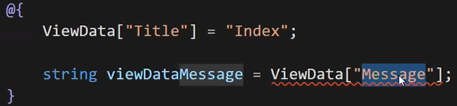 @{
ViewData["Title"] = "Index";
string viewDataMessage = ViewData["Message"];
}